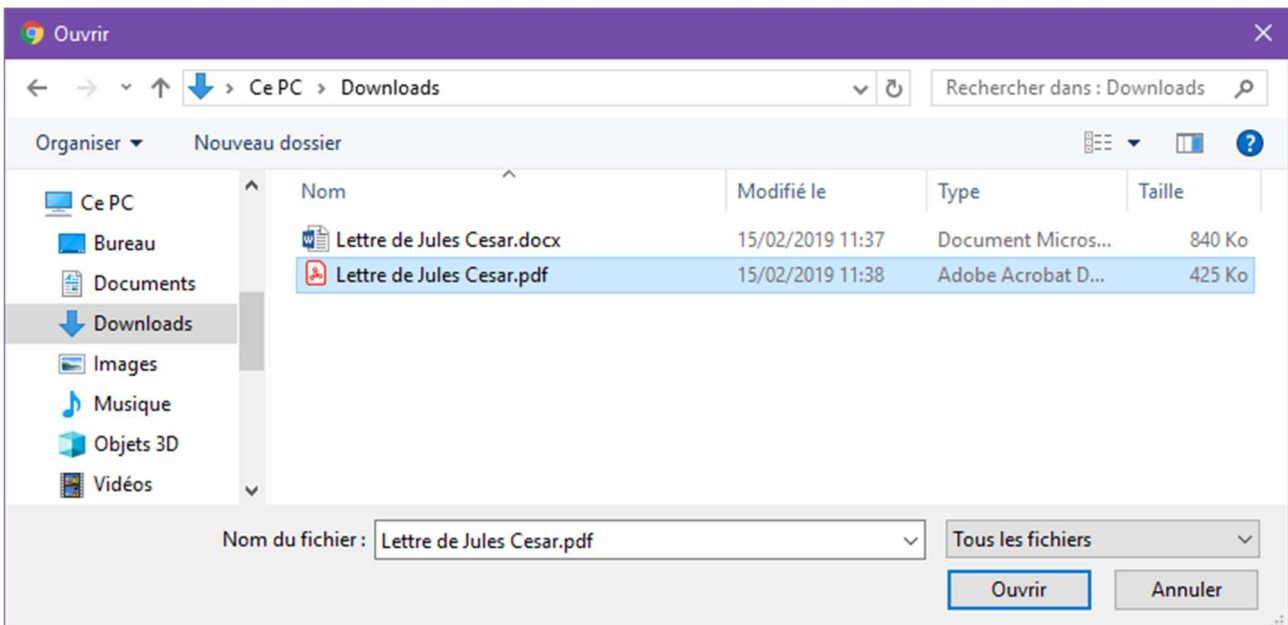 Ouvrir
Ce PC > Downloads
Rechercher dans : Downloads
Organiser
Nouveau dossier
Nom
Modifié le
Type
Taille
Ce PC
Bureau
Documents
Downloads
Images
Musique
Objets 3D
Vidéos
Lettre de Jules Cesar.docx 15/02/2019 11:37 Document Micros... 840 Ko
Lettre de Jules Cesar.pdf 15/02/2019 11:38 Adobe Acrobat D... 425 Ko
Nom du fichier : Lettre de Jules Cesar.pdf
Tous les fichiers
Ouvrir
Annuler